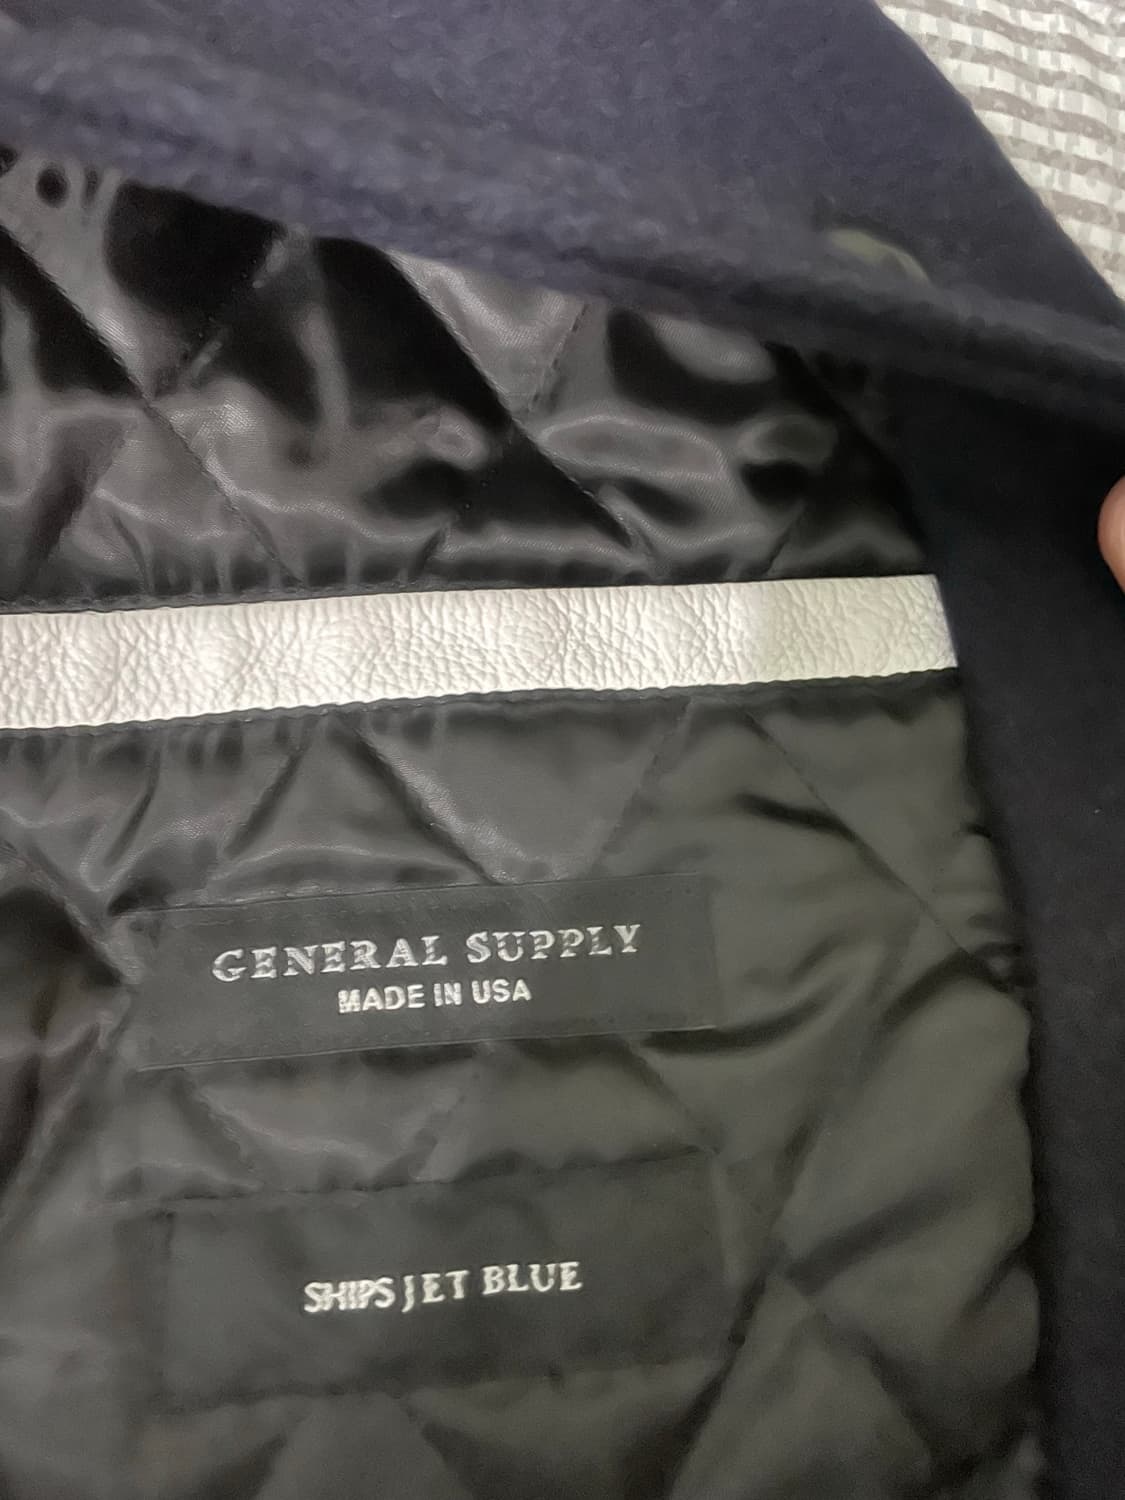 GENERAL SUPPLY
MADE IN USA
SHIPS JET BLUE